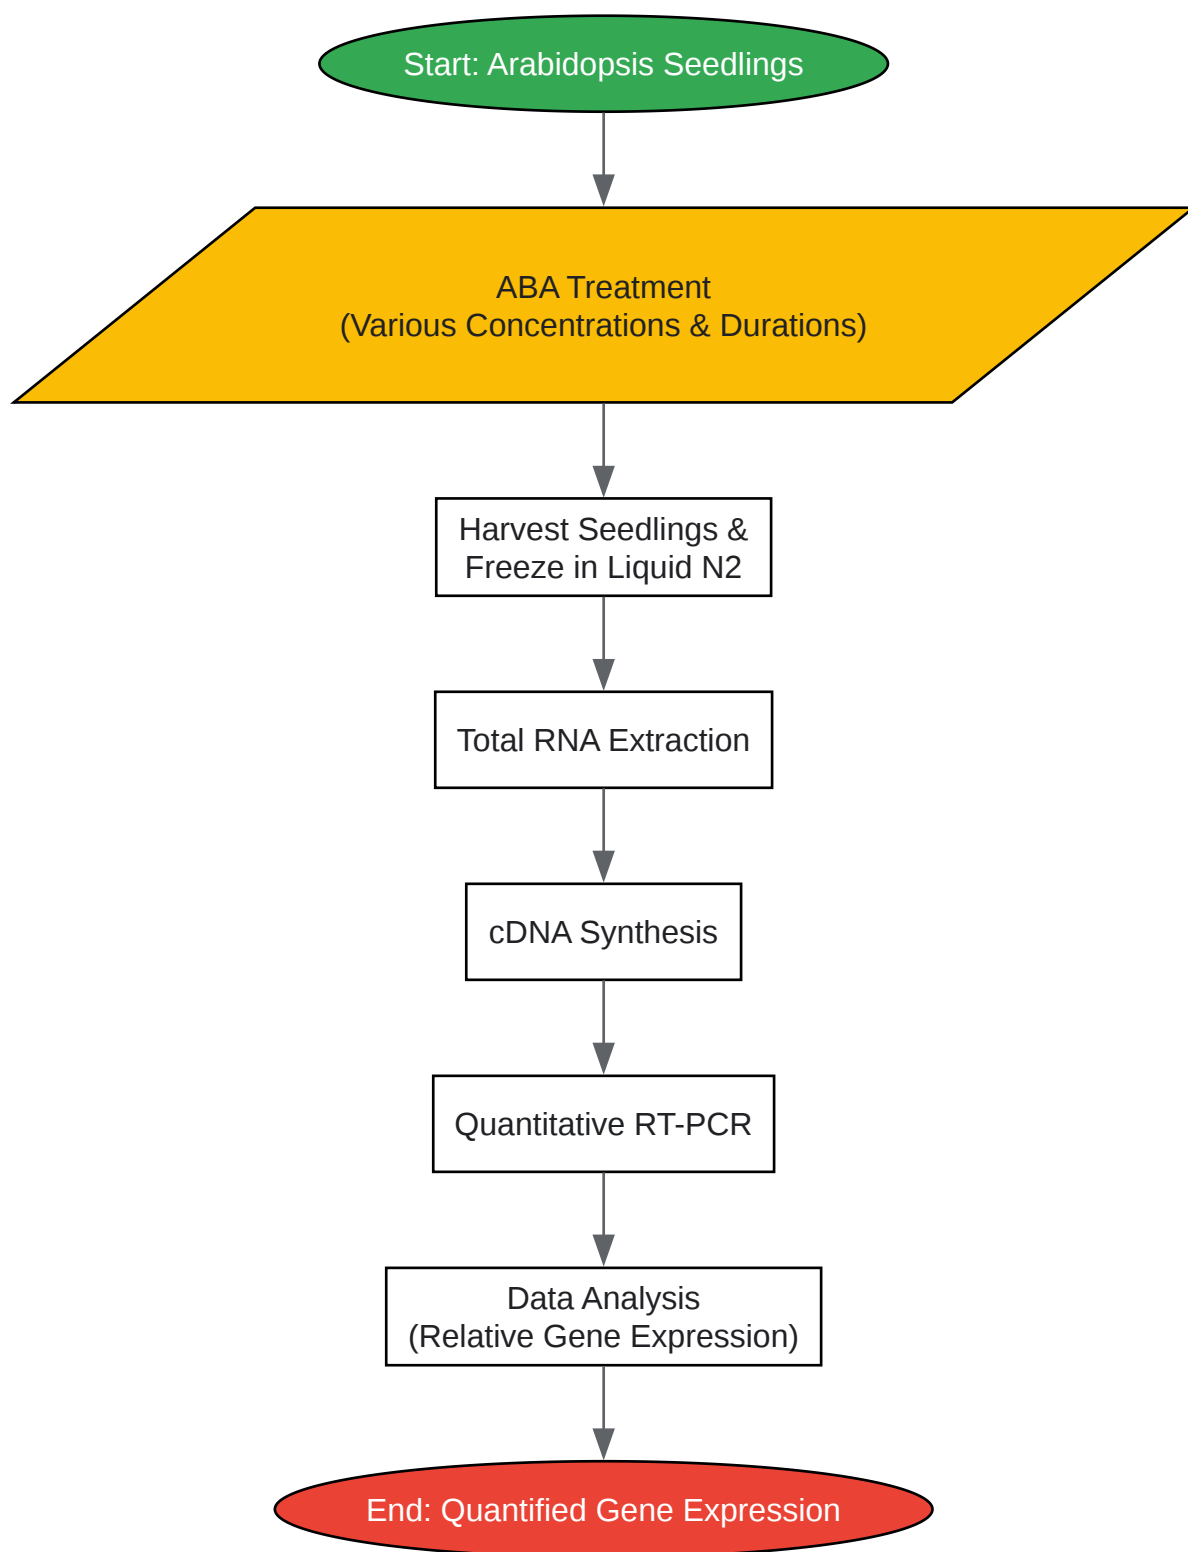 Start: Arabidopsis Seedlings
ABA Treatment
(Various Concentrations & Durations)
Harvest Seedlings &
Freeze in Liquid N2
Total RNA Extraction
cDNA Synthesis
Quantitative RT-PCR
Data Analysis
(Relative Gene Expression)
End: Quantified Gene Expression